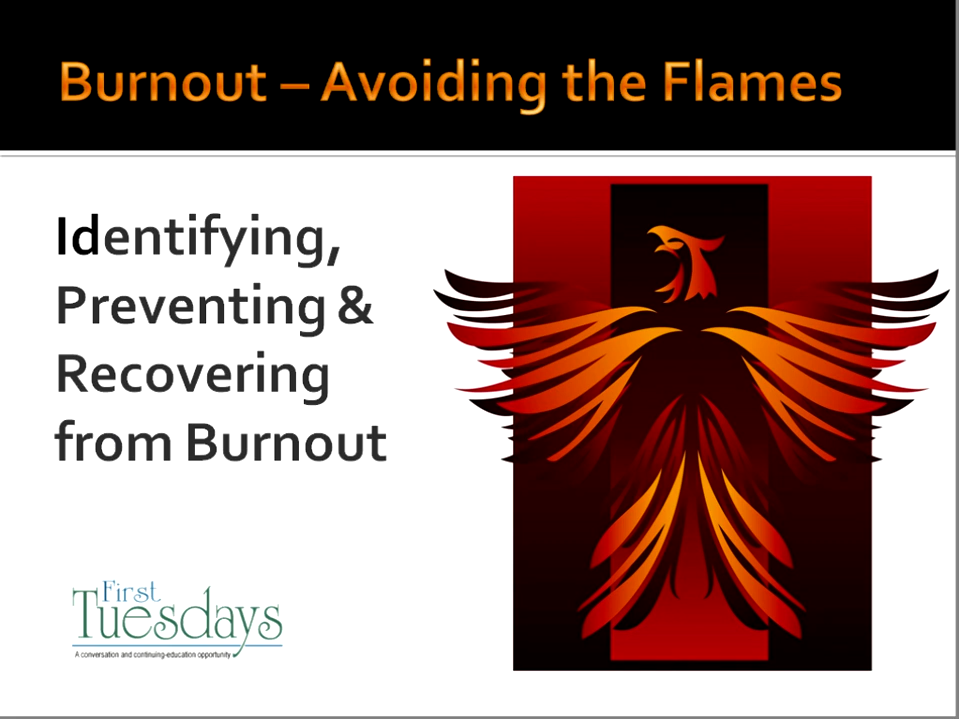 Burnout – Avoiding the Flames
Identifying,
Preventing &
Recovering
from Burnout
First
Tuesdays
A conversation and continuing-education opportunity